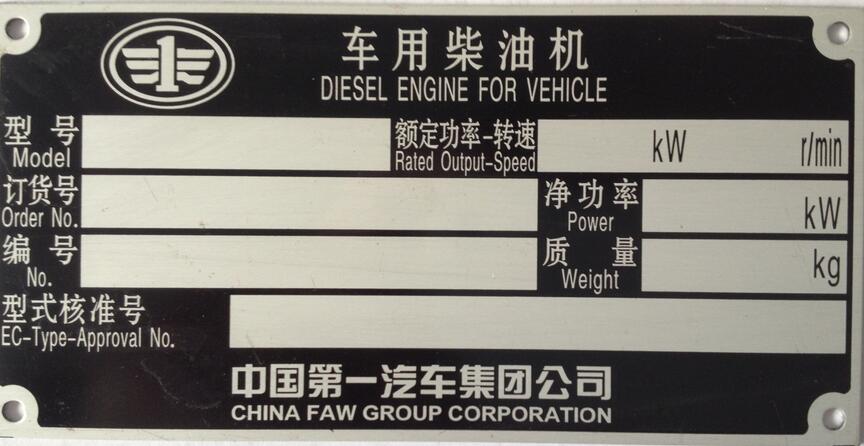 车用柴油机
DIESEL ENGINE FOR VEHICLE
型号
Model
额定功率-转速
Rated Output-Speed
kW r/min
订货号
Order No.
净功率
Power
kW
编号
No.
质量
Weight
kg
型式核准号
EC-Type-Approval No.
中国第一汽车集团公司
CHINA FAW GROUP CORPORATION